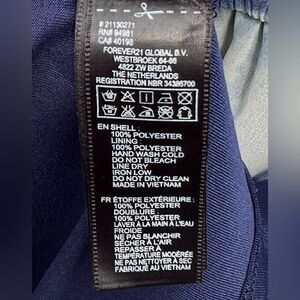 # 21130271
RN# 94981
CA# 40198
FOREVER21 GLOBAL B.V.
WESTBROEK 54-86
4822 ZW BREDA
THE NETHERLANDS
REGISTRATION NBR 34386700
EN SHELL:
100% POLYESTER
LINING
100% POLYESTER
HAND WASH COLD
DO NOT BLEACH
LINE DRY
IRON LOW
DO NOT DRY CLEAN
MADE IN VIETNAM
FR ÉTOFFE EXTÉRIEURE:
100% POLYESTER
DOUBLURE
100% POLYESTER
LAVER À LA MAIN À L'EAU
FROIDE
NE PAS BLANCHIR
SÉCHER À L'AIR
REPASSER À
TEMPÉRATURE MODÉRÉE
NE PAS NETTOYER À SEC
FABRIQUÉ AU VIETNAM